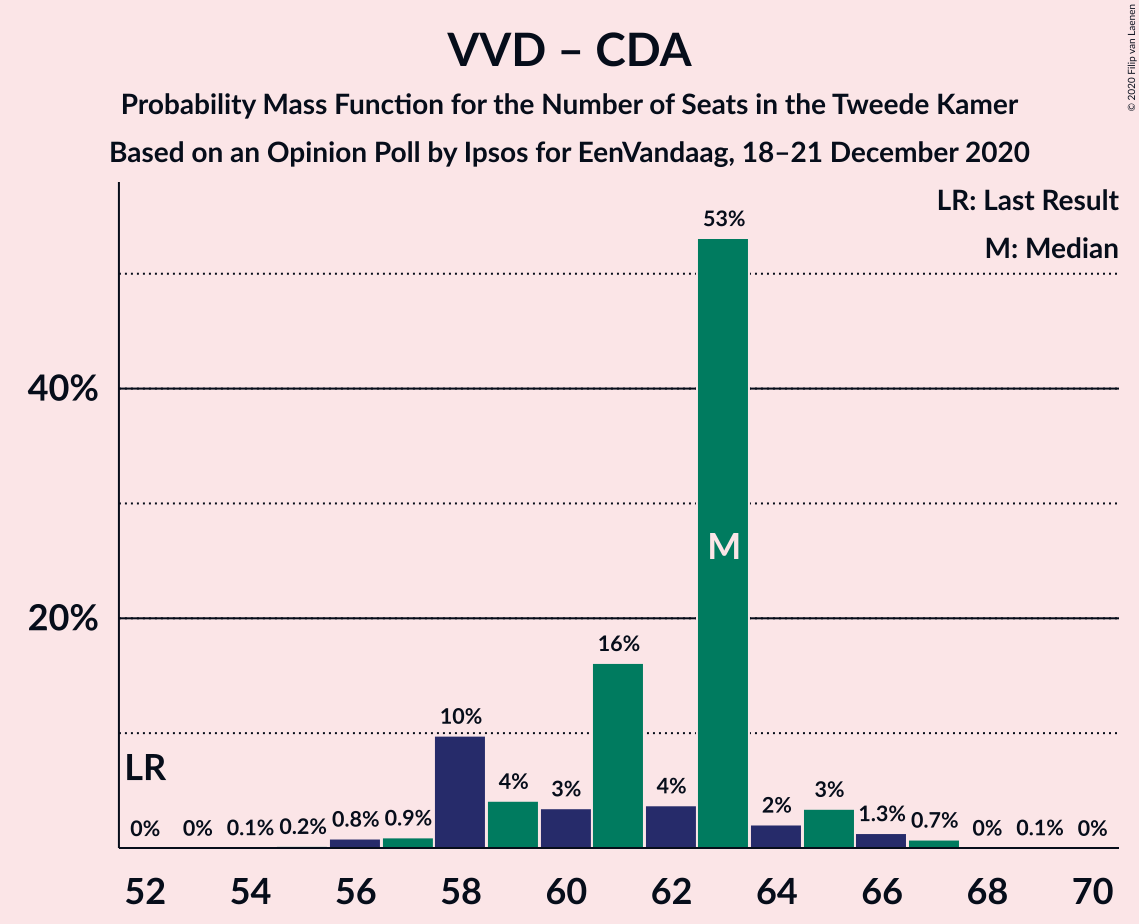 VVD – CDA
Probability Mass Function for the Number of Seats in the Tweede Kamer
Based on an Opinion Poll by Ipsos for EenVandaag, 18–21 December 2020
© 2020 Filip van Laenen
LR: Last Result
M: Median
53%
40%
M
20%
16%
10%
LR
4%
3%
4%
2%
3%
0% 0% 0.1% 0.2% 0.8% 0.9% 1.3% 0.7% 0% 0.1% 0%
52 54 56 58 60 62 64 66 68 70